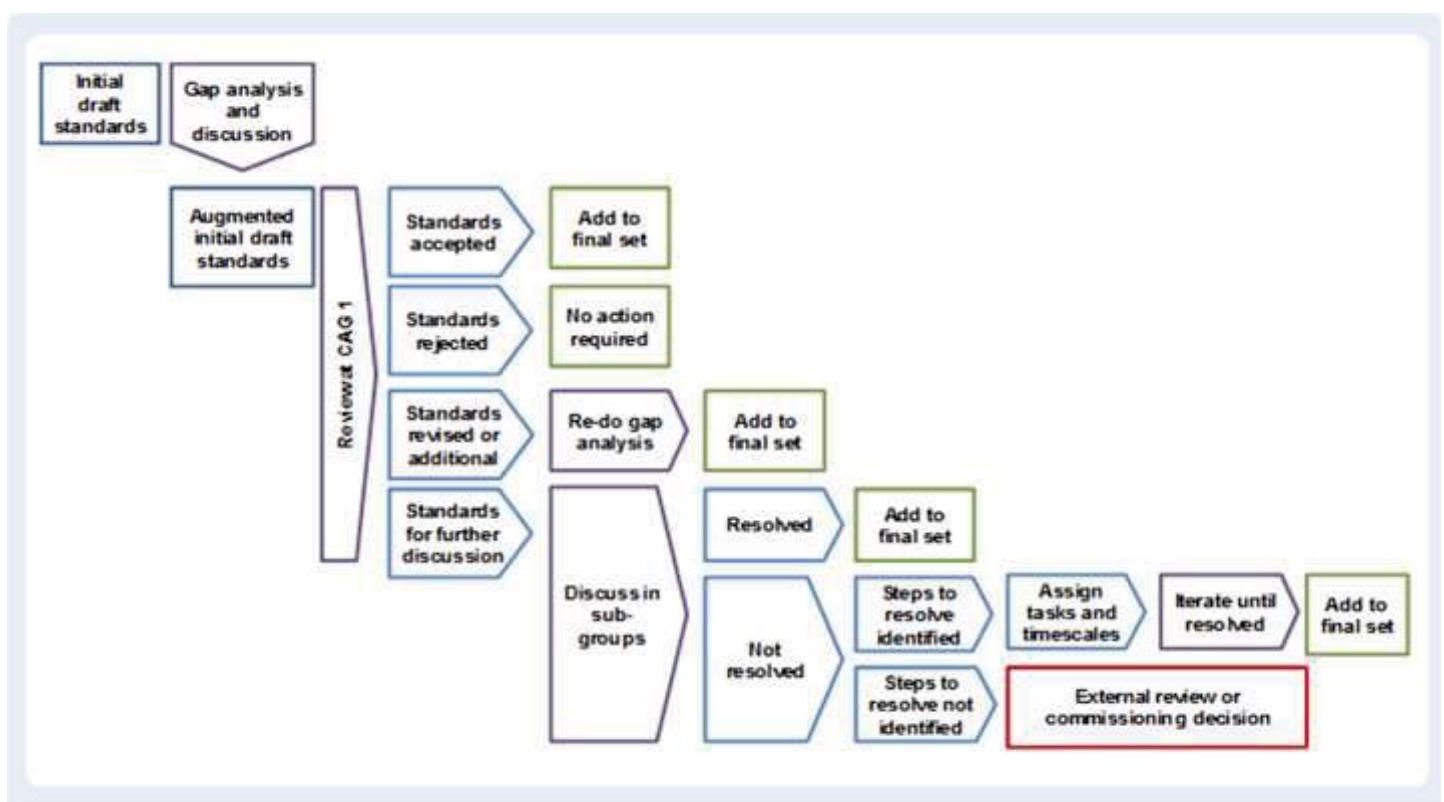 Initial
draft
standards
Gap analysis
and
discussion
Augmented
initial draft
standards
Reviewat CAG 1
Standards
accepted
Add to
final set
Standards
rejected
No action
required
Standards
revised or
additional
Re-do gap
analysis
Add to
final set
Standards
for further
discussion
Discuss in
sub-
groups
Resolved
Add to
final set
Not
resolved
Steps to
resolve
identified
Assign
tasks and
timescales
Iterate until
resolved
Add to
final set
Steps to
resolve not
identified
External review or
commissioning decision